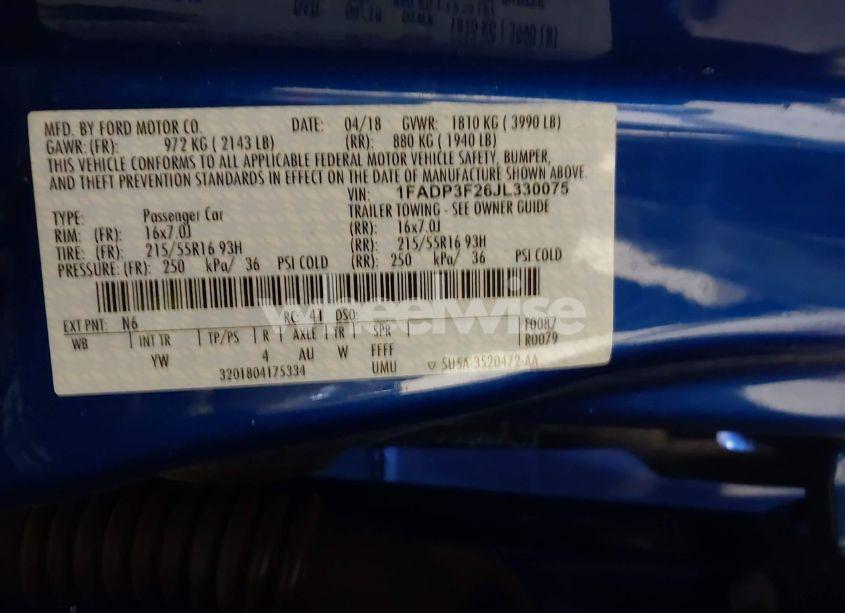 MFD. BY FORD MOTOR CO. DATE: 04/18 GVWR: 1810 KG ( 3990 LB)
GAWR: (FR): 972 KG ( 2143 LB) (RR): 880 KG ( 1940 LB)
THIS VEHICLE CONFORMS TO ALL APPLICABLE FEDERAL MOTOR VEHICLE SAFETY, BUMPER,
AND THEFT PREVENTION STANDARDS IN EFFECT ON THE DATE OF MANUFACTURE SHOWN ABOVE.
VIN: 1FADP3F26JL330075
TYPE: Passenger Car TRAILER TOWING - SEE OWNER GUIDE
RIM: (FR): 16x7.0J (RR): 16x7.0J
TIRE: (FR): 215/55R16 93H (RR): 215/55R16 93H
PRESSURE: (FR): 250 kPa/ 36 PSI COLD (RR): 250 kPa/ 36 PSI COLD
wheelwise
EXT PNT: N6 RC: 41 DSO: F0087
WB INT TR TP/PS R AXLE TR SPR R0079
YW 4 AU W FFFF
3201804175334 UMU ▽ SU5A-3520472-AA